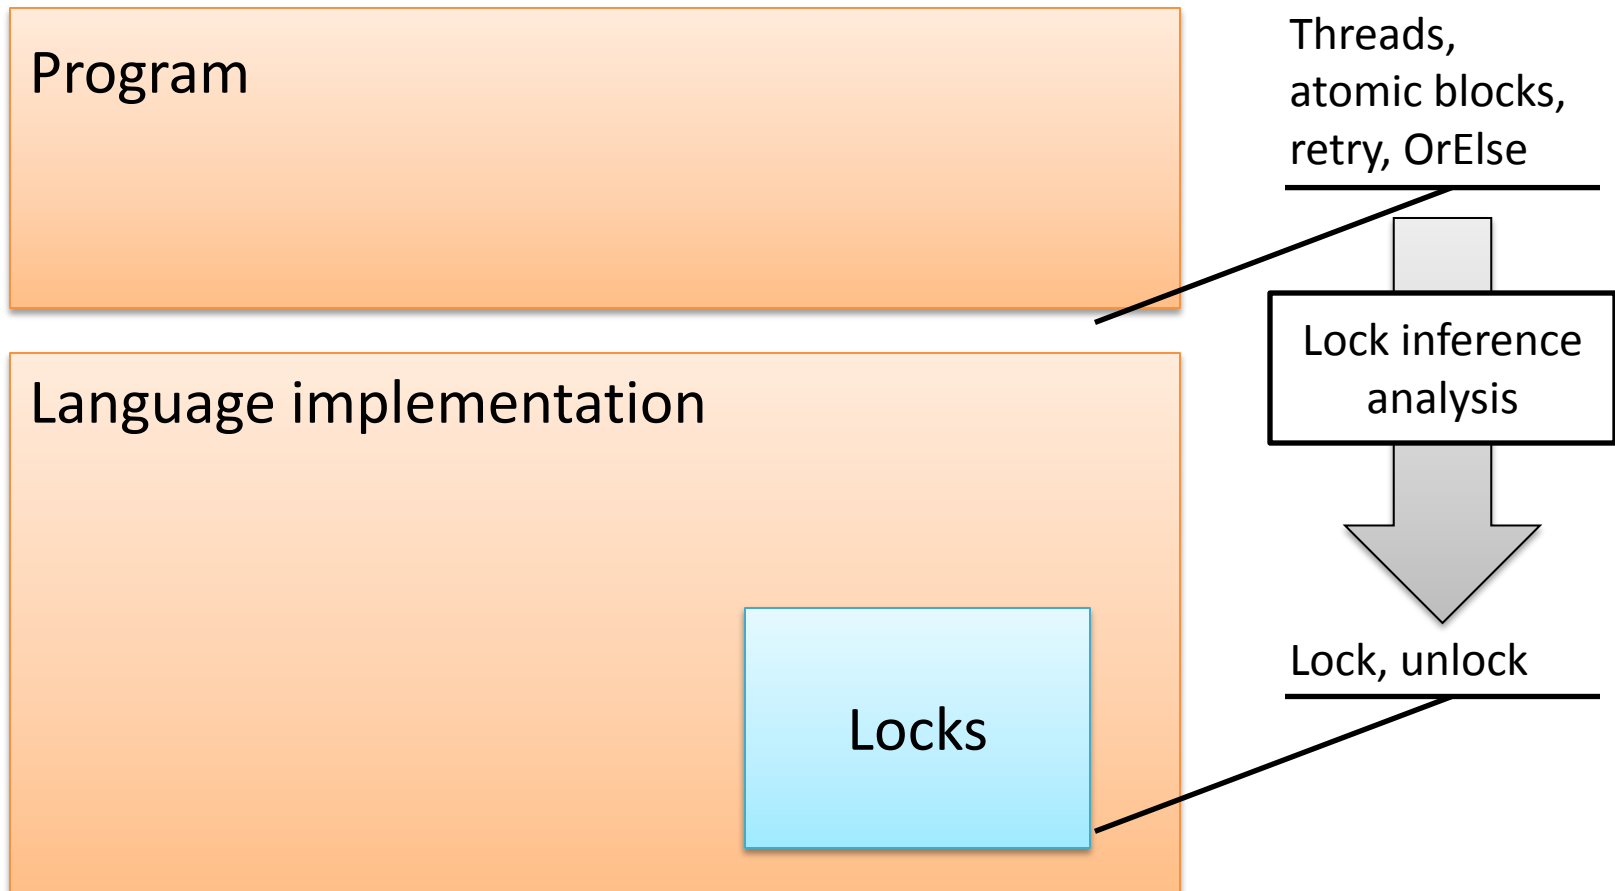 Program
Threads,
atomic blocks,
retry, OrElse
Lock inference
analysis
Language implementation
Lock, unlock
Locks